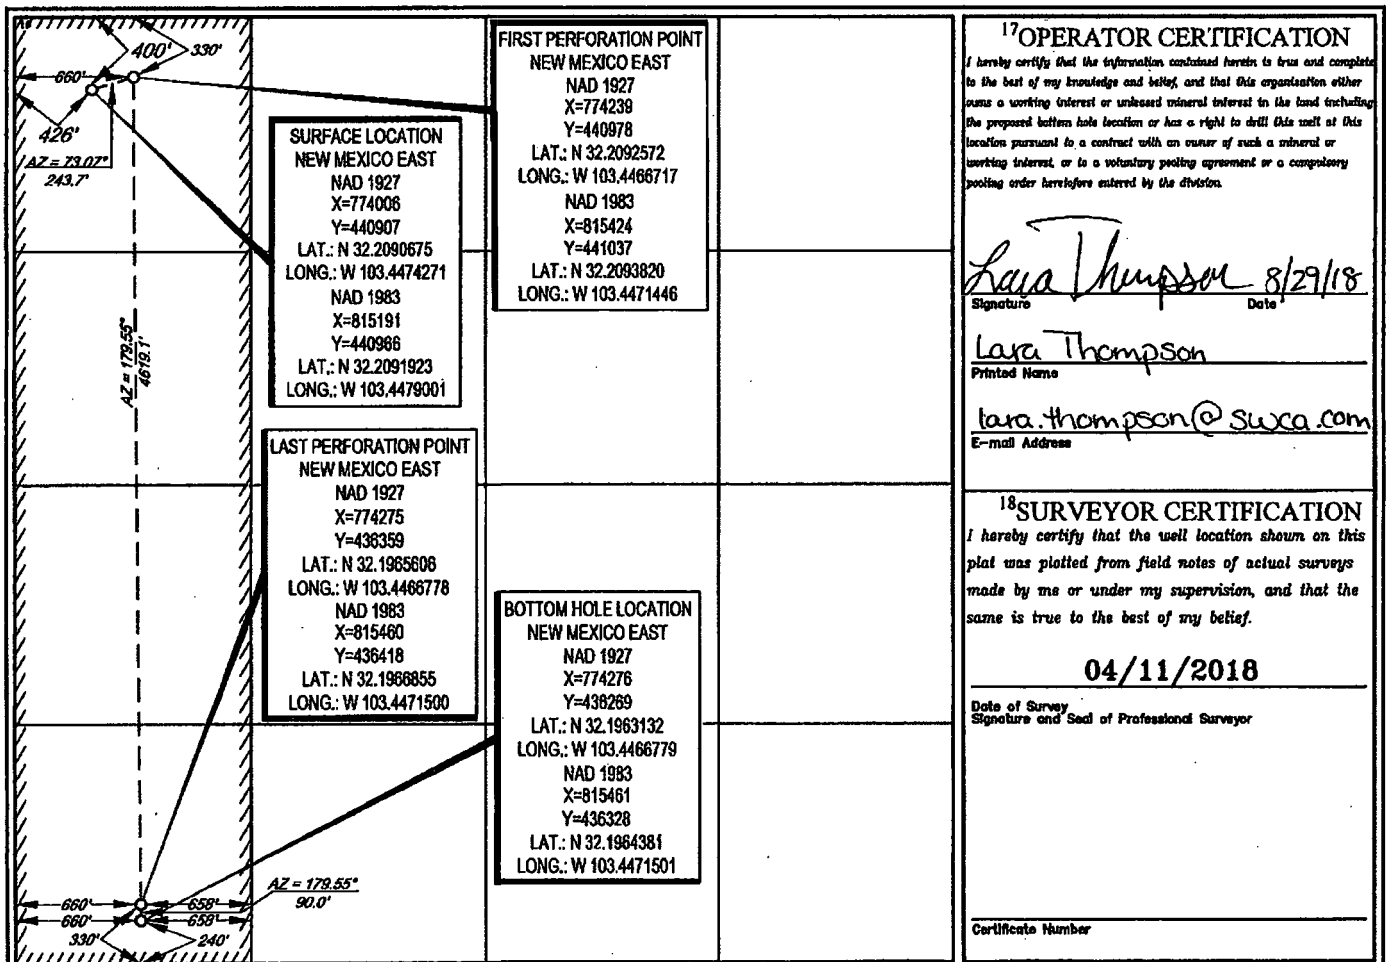 400'
330'
660'
426'
AZ = 73.07°
243.7'
AZ = 179.55°
4619.1'
FIRST PERFORATION POINT
NEW MEXICO EAST
NAD 1927
X=774239
Y=440978
LAT.: N 32.2092572
LONG.: W 103.4466717
NAD 1983
X=815424
Y=441037
LAT.: N 32.2093820
LONG.: W 103.4471446
SURFACE LOCATION
NEW MEXICO EAST
NAD 1927
X=774006
Y=440907
LAT.: N 32.2090675
LONG.: W 103.4474271
NAD 1983
X=815191
Y=440966
LAT.: N 32.2091923
LONG.: W 103.4479001
LAST PERFORATION POINT
NEW MEXICO EAST
NAD 1927
X=774275
Y=436359
LAT.: N 32.1965606
LONG.: W 103.4466778
NAD 1983
X=815460
Y=436418
LAT.: N 32.1966855
LONG.: W 103.4471500
BOTTOM HOLE LOCATION
NEW MEXICO EAST
NAD 1927
X=774276
Y=436269
LAT.: N 32.1963132
LONG.: W 103.4466779
NAD 1983
X=815461
Y=436328
LAT.: N 32.1964381
LONG.: W 103.4471501
AZ = 179.55°
90.0'
660' 658'
660' 658'
330' 240'
17 OPERATOR CERTIFICATION
I hereby certify that the information contained herein is true and complete
to the best of my knowledge and belief, and that this organization either
owns a working interest or unleased mineral interest in the land including
the proposed bottom hole location or has a right to drill this well at this
location pursuant to a contract with an owner of such a mineral or
working interest, or to a voluntary pooling agreement or a compulsory
pooling order heretofore entered by the division.
Lara Thompson 8/29/18
Signature Date
Lara Thompson
Printed Name
lara.thompson@swca.com
E-mail Address
18 SURVEYOR CERTIFICATION
I hereby certify that the well location shown on this
plat was plotted from field notes of actual surveys
made by me or under my supervision, and that the
same is true to the best of my belief.
04/11/2018
Date of Survey
Signature and Seal of Professional Surveyor
Certificate Number